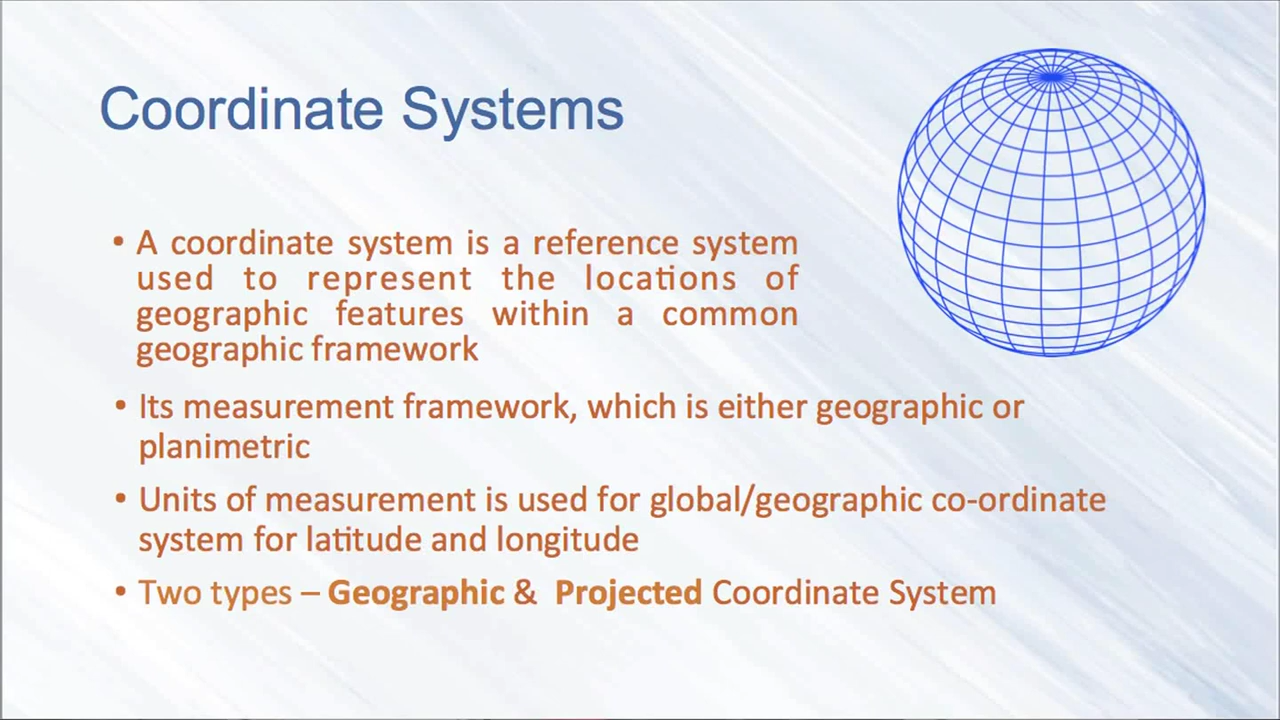 Coordinate Systems
• A coordinate system is a reference system
used to represent the locations of
geographic features within a common
geographic framework
• Its measurement framework, which is either geographic or
planimetric
• Units of measurement is used for global/geographic co-ordinate
system for latitude and longitude
• Two types – Geographic & Projected Coordinate System